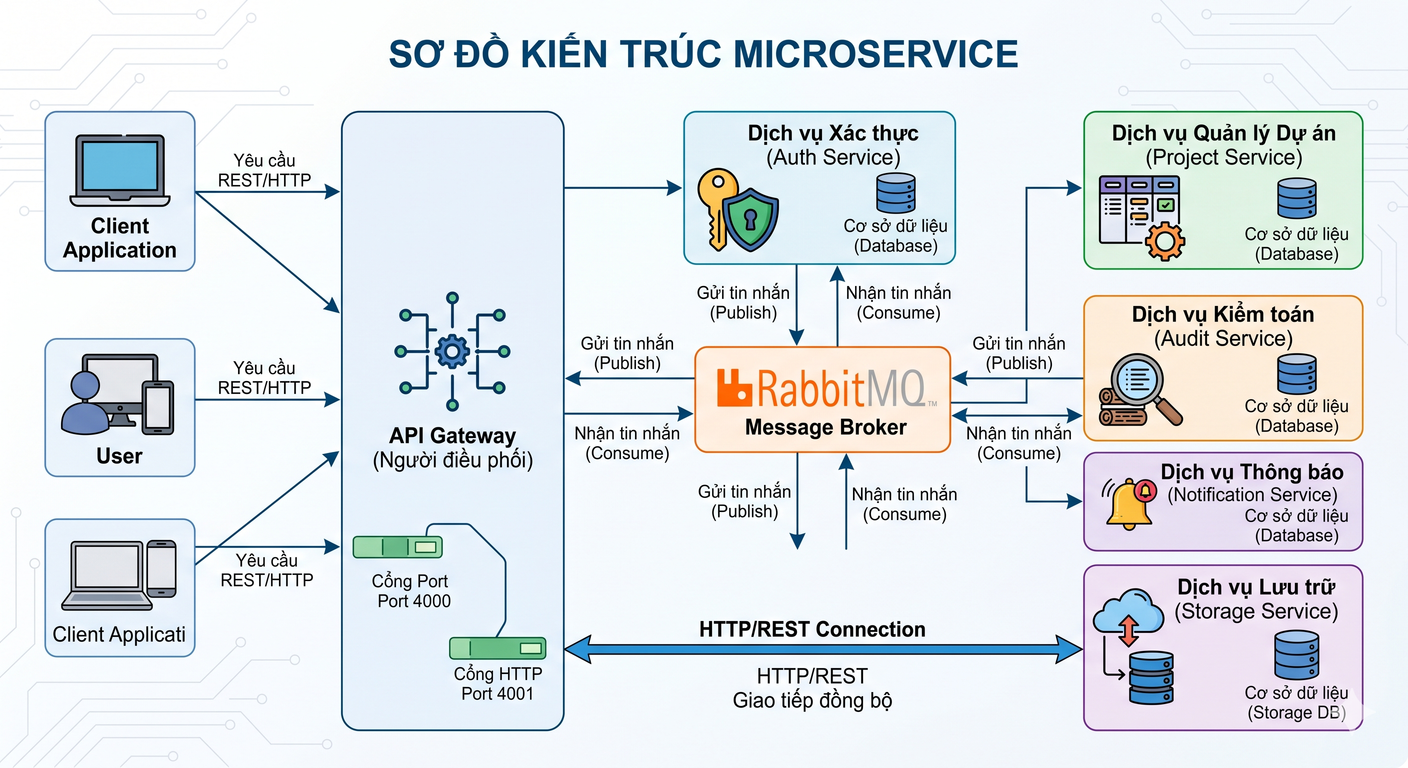 SƠ ĐỒ KIẾN TRÚC MICROSERVICE
Client
Application
Yêu cầu
REST/HTTP
User
Yêu cầu
REST/HTTP
Client Applicati
Yêu cầu
REST/HTTP
API Gateway
(Người điều phối)
Cổng Port
Port 4000
Cổng HTTP
Port 4001
Dịch vụ Xác thực
(Auth Service)
Cơ sở dữ liệu
(Database)
Gửi tin nhắn
(Publish)
Nhận tin nhắn
(Consume)
Gửi tin nhắn
(Publish)
Nhận tin nhắn
(Consume)
RabbitMQ™
Message Broker
Gửi tin nhắn
(Publish)
Nhận tin nhắn
(Consume)
Gửi tin nhắn
(Publish)
Nhận tin nhắn
(Consume)
HTTP/REST Connection
HTTP/REST
Giao tiếp đồng bộ
Dịch vụ Quản lý Dự án
(Project Service)
Cơ sở dữ liệu
(Database)
Dịch vụ Kiểm toán
(Audit Service)
Cơ sở dữ liệu
(Database)
Dịch vụ Thông báo
(Notification Service)
Cơ sở dữ liệu
(Database)
Dịch vụ Lưu trữ
(Storage Service)
Cơ sở dữ liệu
(Storage DB)